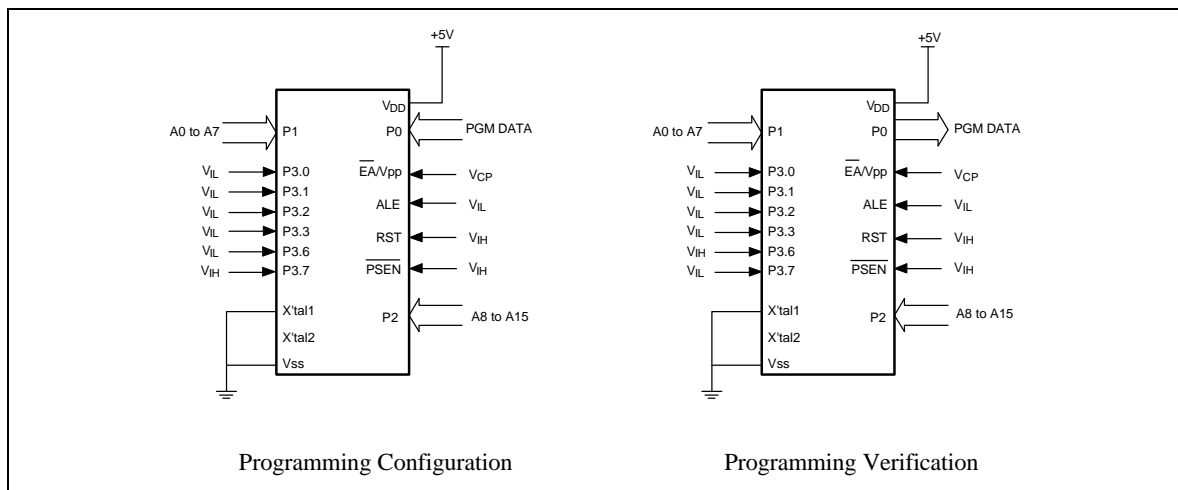 +5V
VDD
A0 to A7 P1 P0 PGM DATA
VIL P3.0 EA/Vpp VCP
VIL P3.1
VIL P3.2 ALE VIL
VIL P3.3
VIL P3.6 RST VIH
VIH P3.7 PSEN VIH
X'tal1 P2 A8 to A15
X'tal2
Vss
Programming Configuration
+5V
VDD
A0 to A7 P1 P0 PGM DATA
VIL P3.0 EA/Vpp VCP
VIL P3.1
VIL P3.2 ALE VIL
VIL P3.3
VIH P3.6 RST VIH
VIL P3.7 PSEN VIH
X'tal1 P2 A8 to A15
X'tal2
Vss
Programming Verification